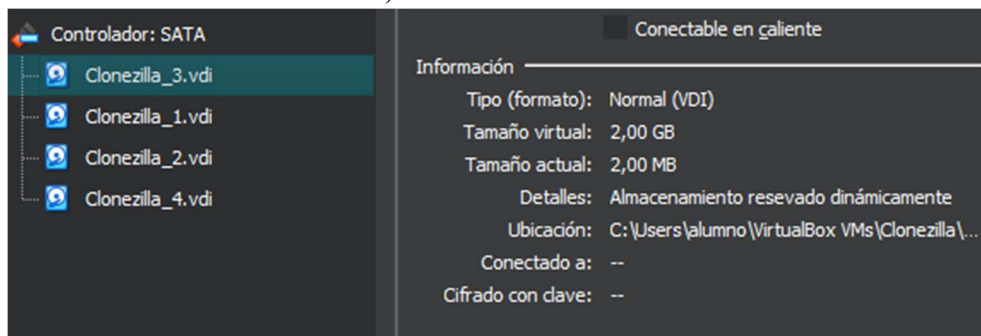 Controlador: SATA
Clonezilla_3.vdi
Clonezilla_1.vdi
Clonezilla_2.vdi
Clonezilla_4.vdi
Conectable en caliente
Información
Tipo (formato): Normal (VDI)
Tamaño virtual: 2,00 GB
Tamaño actual: 2,00 MB
Detalles: Almacenamiento resevado dinámicamente
Ubicación: C:\Users\alumno\VirtualBox VMs\Clonezilla\...
Conectado a: --
Cifrado con clave: --